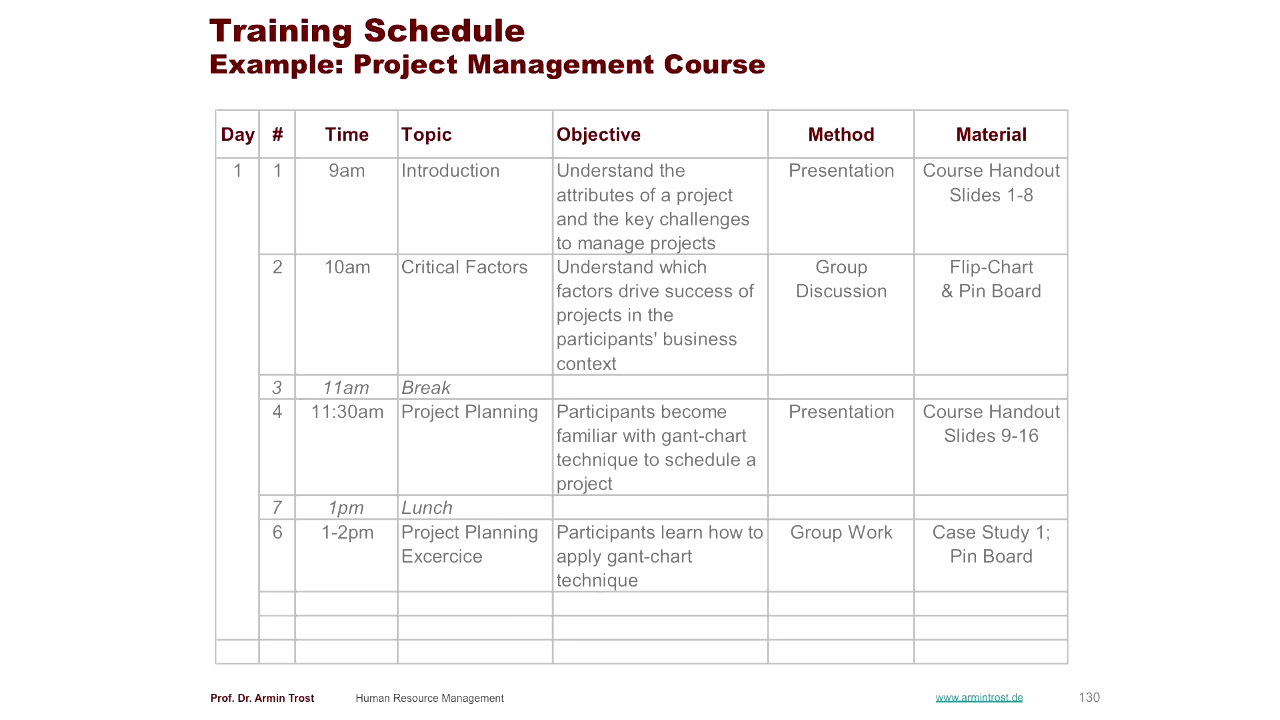 Training Schedule
Example: Project Management Course
Day # Time Topic Objective Method Material
1 1 9am Introduction Understand the Presentation Course Handout
attributes of a project Slides 1-8
and the key challenges
to manage projects
2 10am Critical Factors Understand which Group Flip-Chart
factors drive success of Discussion & Pin Board
projects in the
participants' business
context
3 11am Break
4 11:30am Project Planning Participants become Presentation Course Handout
familiar with gant-chart Slides 9-16
technique to schedule a
project
7 1pm Lunch
6 1-2pm Project Planning Participants learn how to Group Work Case Study 1;
Excercice apply gant-chart Pin Board
technique
Prof. Dr. Armin Trost Human Resource Management www.armintrost.de 130